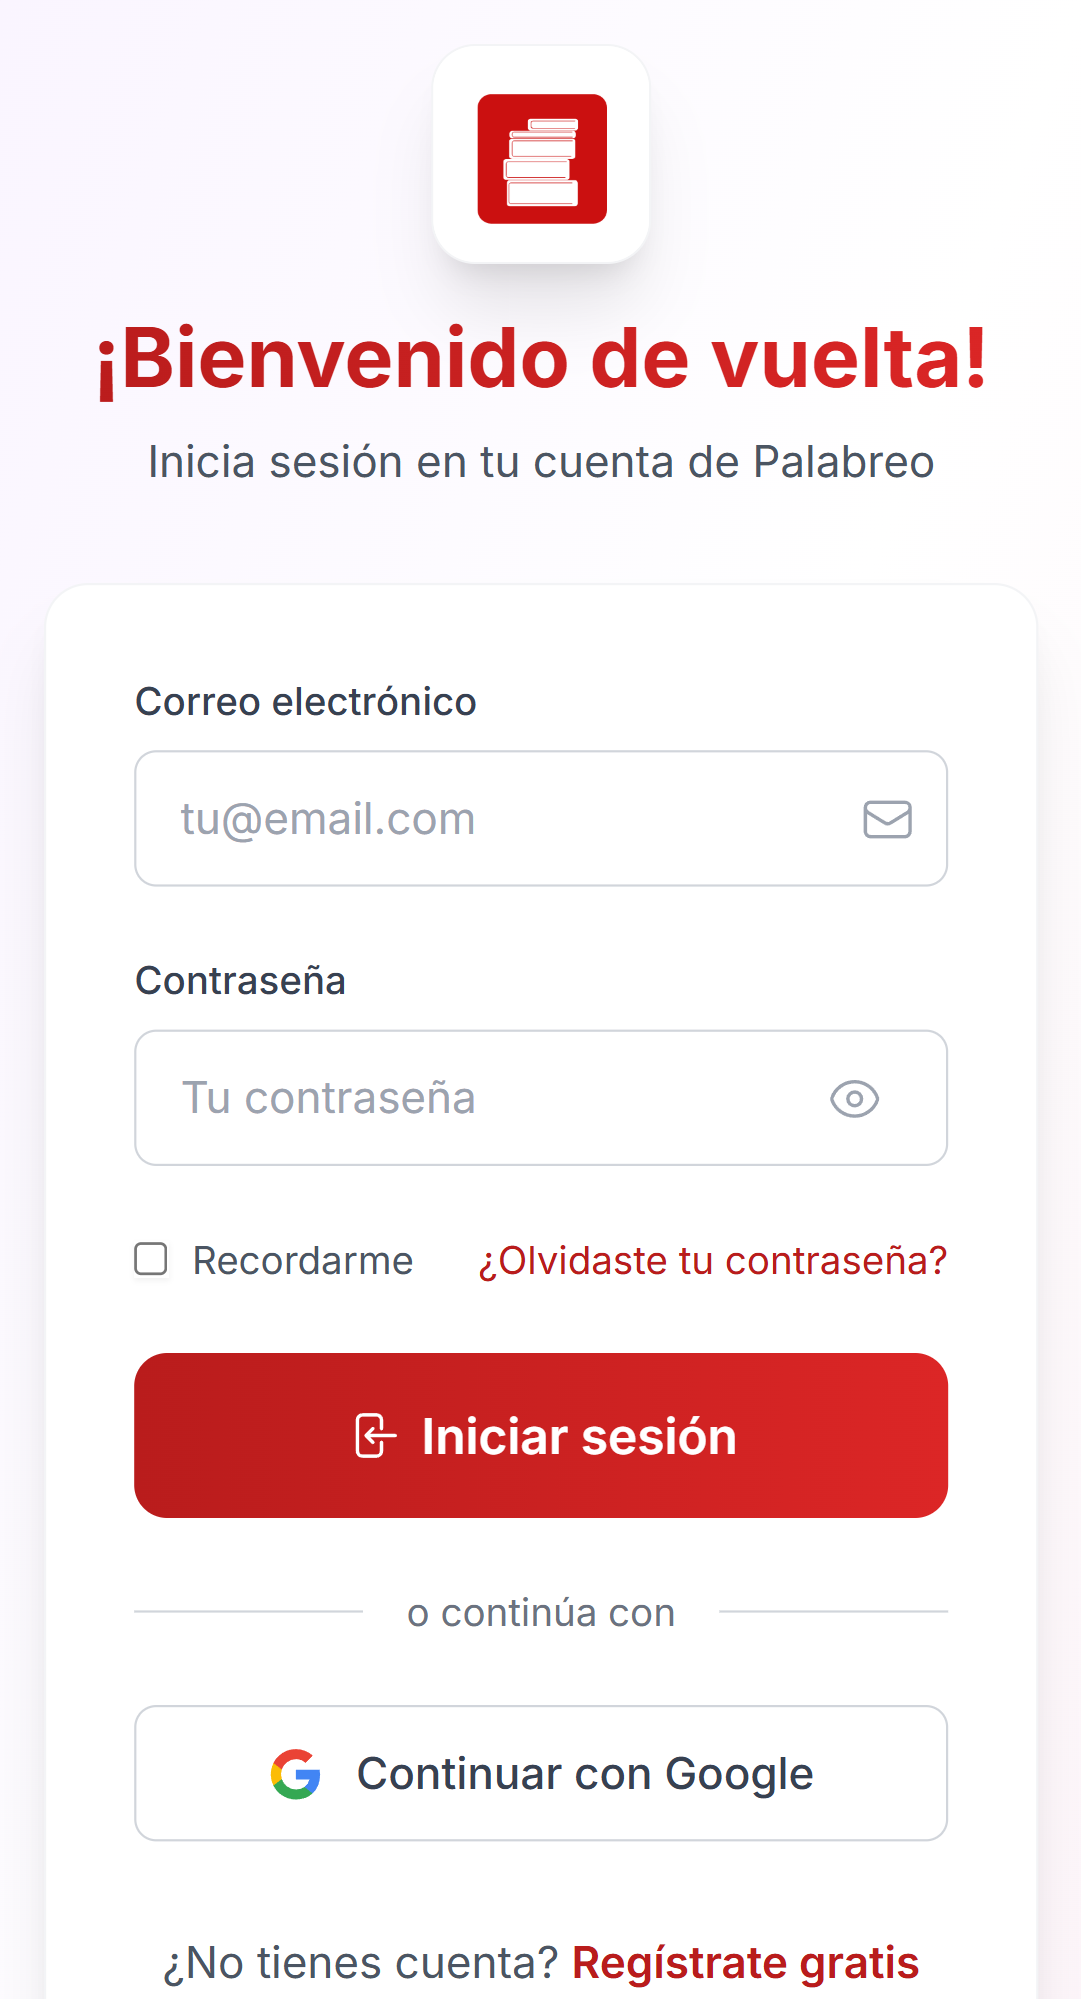 ¡Bienvenido de vuelta!
Inicia sesión en tu cuenta de Palabreo
Correo electrónico
tu@email.com
Contraseña
Tu contraseña
Recordarme
¿Olvidaste tu contraseña?
Iniciar sesión
o continúa con
Continuar con Google
¿No tienes cuenta? Regístrate gratis